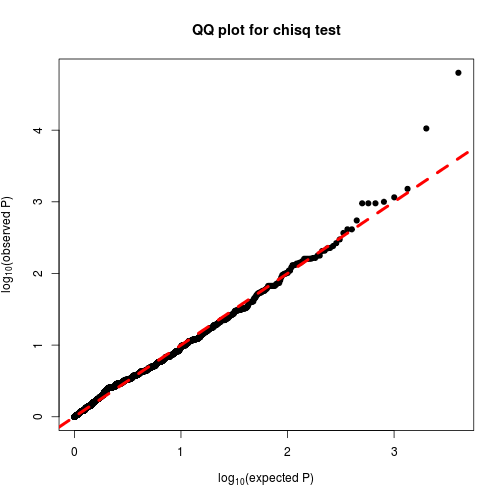 QQ plot for chisq test
log₁₀(observed P)
4
3
2
1
0
0 1 2 3
log₁₀(expected P)